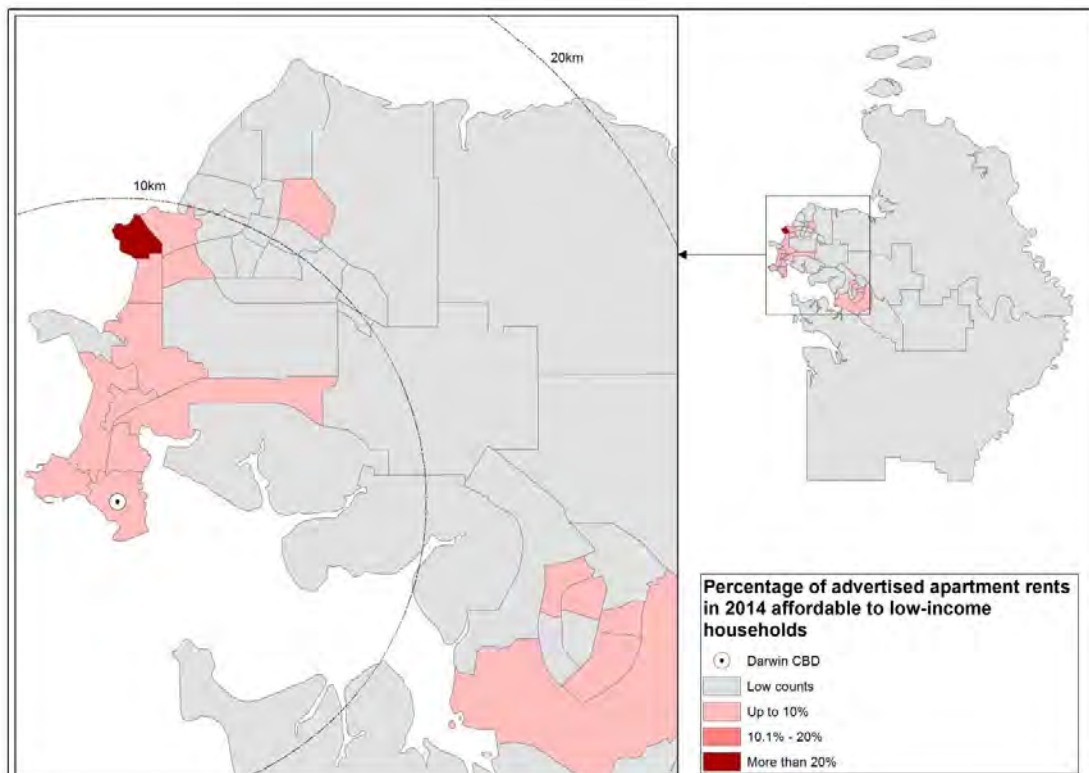 20km
10km
Percentage of advertised apartment rents
in 2014 affordable to low-income
households
Darwin CBD
Low counts
Up to 10%
10.1% - 20%
More than 20%